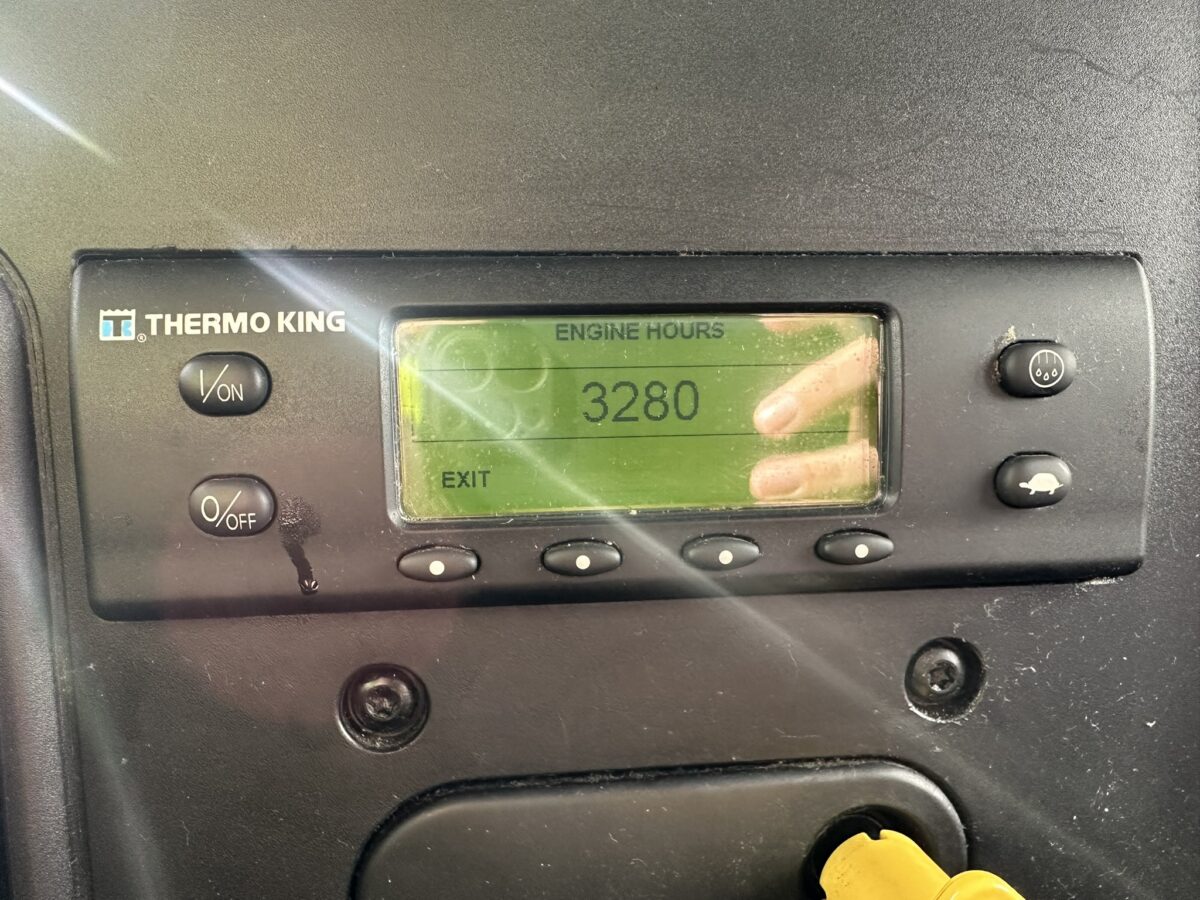 THERMO KING
®
ENGINE HOURS
I/ON
3280
EXIT
O/OFF